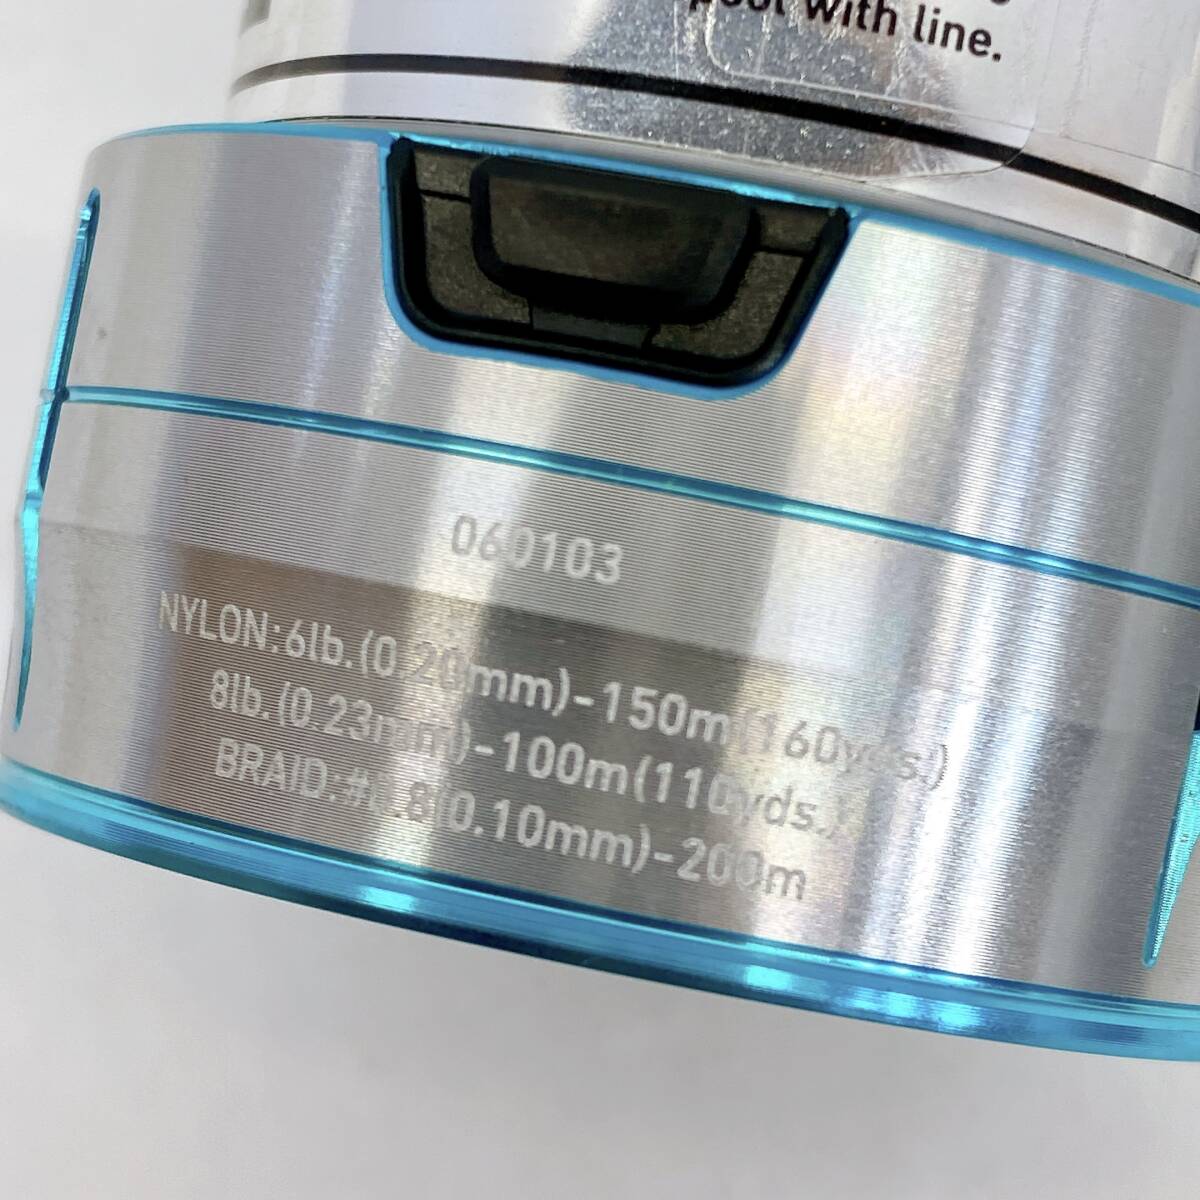 with line.
060103
NYLON:6lb.(0.20mm)-150m(160yds.)
8lb.(0.23mm)-100m(110yds.)
BRAID:#0.8(0.10mm)-200m